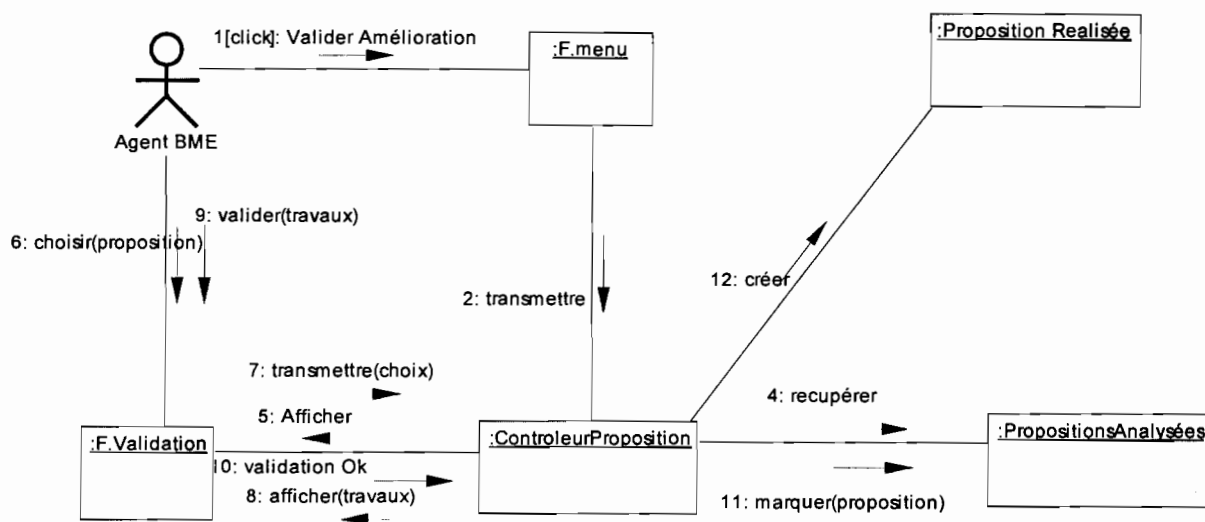 1[click]: Valider Amélioration
:F.menu
:Proposition Realisée
Agent BME
9: valider(travaux)
6: choisir(proposition)
2: transmettre
12: créer
7: transmettre(choix)
5: Afficher
4: recupérer
:F.Validation
:ControleurProposition
:PropositionsAnalysées
10: validation Ok
8: afficher(travaux)
11: marquer(proposition)